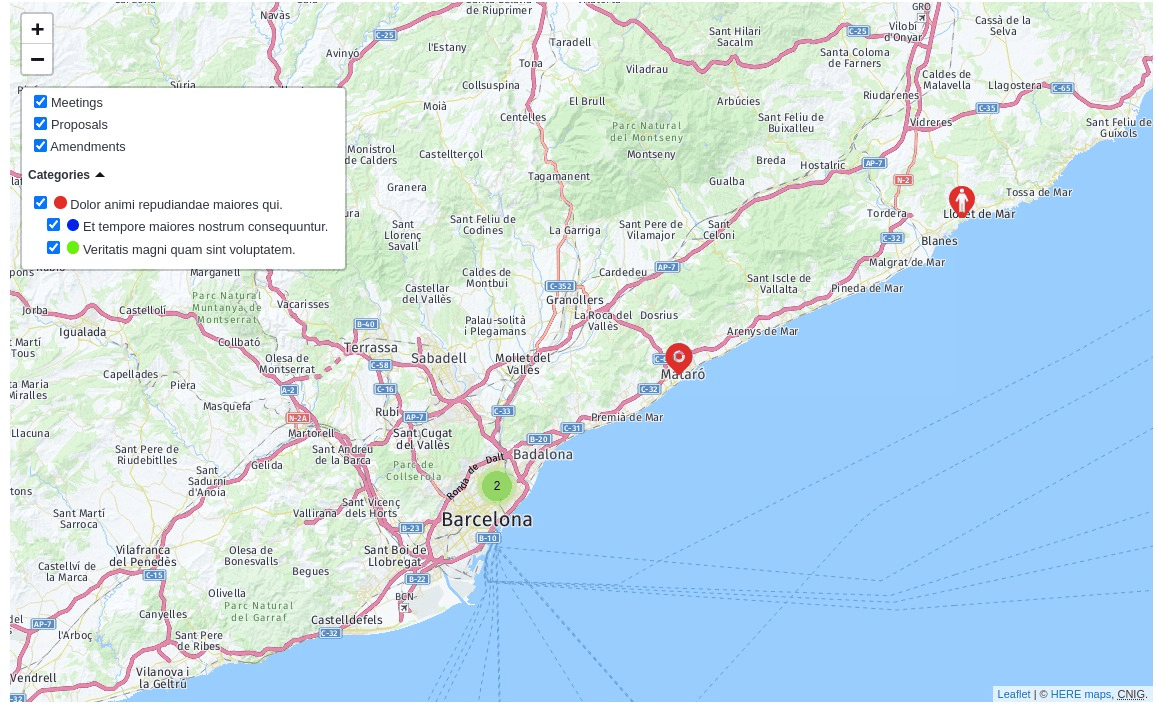 +
−
Meetings
Proposals
Amendments
Categories
Dolor animi repudiandae maiores qui.
Et tempore maiores nostrum consequuntur.
Veritatis magni quam sint voluptatem.
Navàs
de Riuprimer
GRO
Cassà de la
Selva
Vilobí
d'Onyar
C-25
C-25
Avinyó
l'Estany
Taradell
Sant Hilari
Sacalm
Santa Coloma
de Farners
Tona
Viladrau
Caldes de
Malavella
Llagostera
C-65
Súria
Collsuspina
Moià
El Brull
Arbúcies
Riudarenes
C-35
Centelles
Parc Natural
del Montseny
Sant Feliu de
Buixalleu
Vidreres
Sant Feliu de
Guíxols
Monistrol
de Calders
Castellterçol
Montseny
Breda
Hostalric
AP-7
Tagamanent
Granera
Gualba
N-2
Tossa de Mar
Tordera
Lloret de Mar
Sant
Llorenç
Savall
Sant Feliu de
Codines
La Garriga
Sant Pere de
Vilamajor
Sant
Celoni
C-32
Blanes
Malgrat de Mar
Marganell
Caldes de
Montbui
Cardedeu
AP-7
Sant Iscle de
Vallalta
Pineda de Mar
Parc Natural
Muntanya de
Montserrat
Vacarisses
Castellar
del Vallès
C-352
Granollers
Jorba
Castellolí
Palau-solità
i Plegamans
La Roca del
Vallès
Dosrius
Igualada
B-40
Arenys de Mar
Collbató
Terrassa
Sabadell
Mollet del
Vallès
t Martí
Tous
Olesa de
Montserrat
C-58
Mataró
Capellades
Piera
A-2
C-16
C-32
ta Maria
Miralles
Masquefa
Rubí
AP-7
C-33
Premià de Mar
N-2A
C-31
Llacuna
Martorell
Sant Cugat
del Vallès
B-20
Sant Pere de
Riudebitlles
Sant Andreu
de la Barca
Ronda de Dalt
Badalona
Gelida
Parc de
Collserola
Sant
Sadurní
d'Anoia
2
tons
Sant Martí
Sarroca
Vallirana
Sant Vicenç
dels Horts
Barcelona
B-23
B-10
Vilafranca
del Penedès
Olesa de
Bonesvalls
Sant Boi de
Llobregat
Castellví de
la Marca
C-15
Begues
B-22
Olivella
BCN
Parc Natural
del Garraf
Canyelles
Castelldefels
del
AP-7
l'Arboç
Sant Pere
de Ribes
C-32
Vilanova i
la Geltrú
Vendrell
-32
Leaflet | © HERE maps, CNIG.